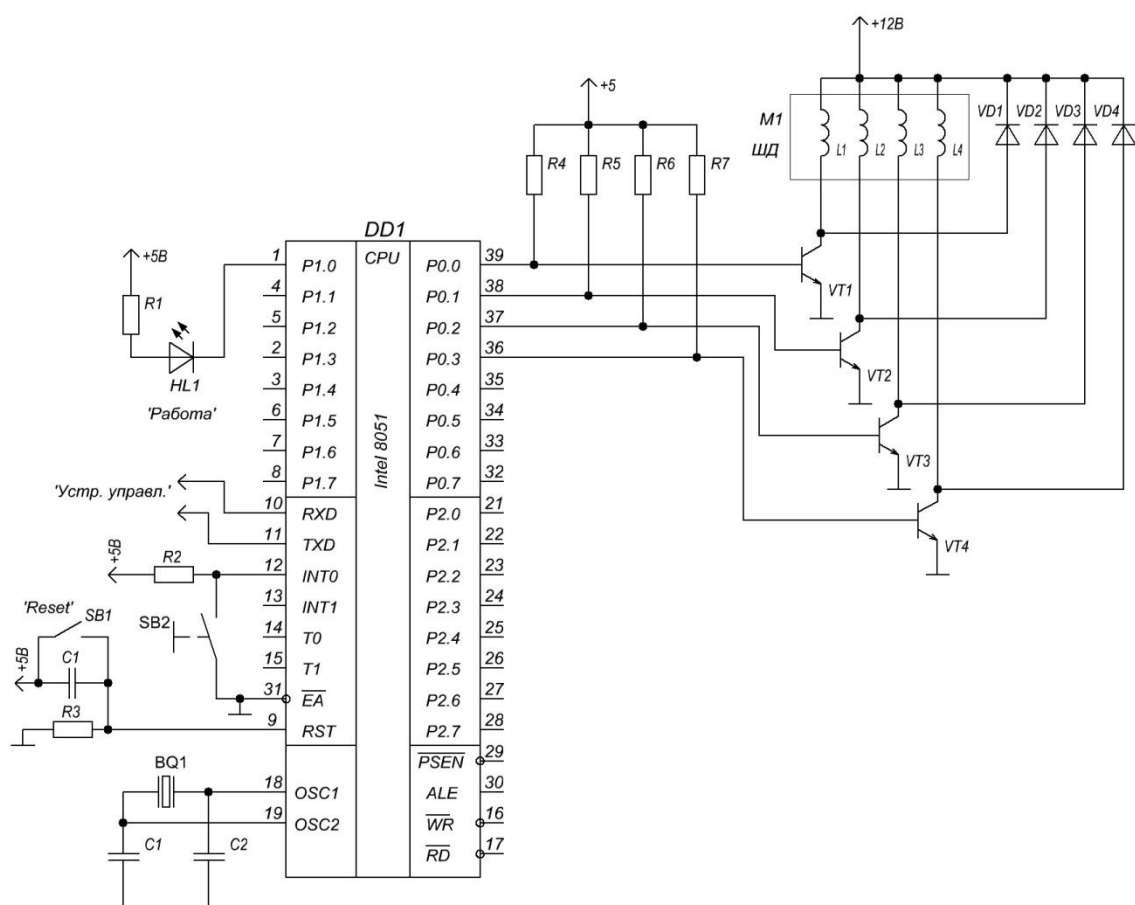 +12В
+5
VD1 VD2 VD3 VD4
М1
ШД
L1 L2 L3 L4
R4 R5 R6 R7
DD1
CPU
Intel 8051
+5В
R1
HL1
'Работа'
1 P1.0
4 P1.1
5 P1.2
2 P1.3
3 P1.4
6 P1.5
7 P1.6
8 P1.7
'Устр. управл.'
10 RXD
11 TXD
+5В R2
12 INT0
13 INT1
SB2
14 T0
15 T1
'Reset' SB1
+5В C1
31 EA
R3
9 RST
BQ1
18 OSC1
19 OSC2
C1 C2
P0.0 39
P0.1 38
P0.2 37
P0.3 36
P0.4 35
P0.5 34
P0.6 33
P0.7 32
P2.0 21
P2.1 22
P2.2 23
P2.3 24
P2.4 25
P2.5 26
P2.6 27
P2.7 28
PSEN 29
ALE 30
WR 16
RD 17
VT1
VT2
VT3
VT4